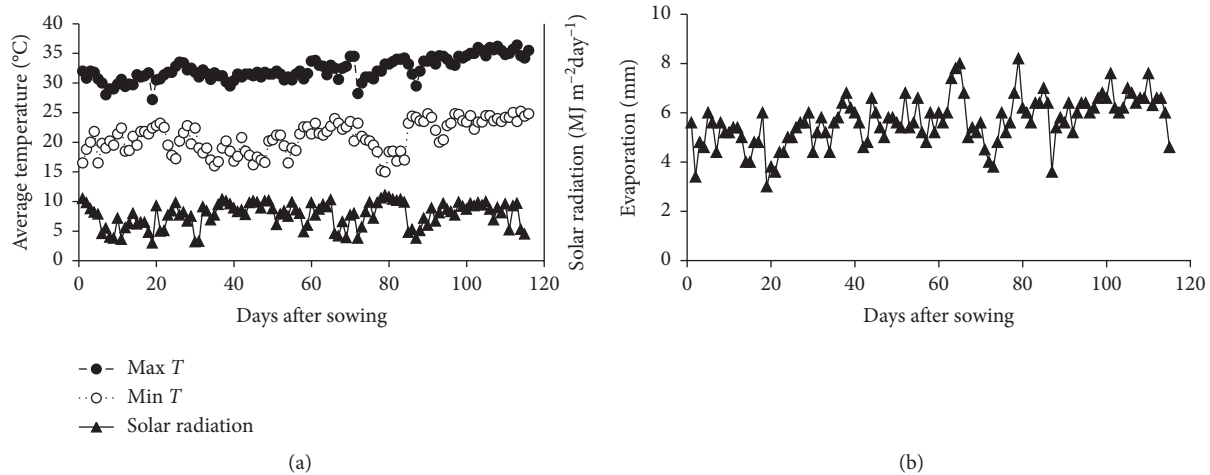 40
35
30
25
20
15
10
5
0
Average temperature (°C)
Solar radiation (MJ m−2day−1)
0 20 40 60 80 100 120
Days after sowing
Max T
Min T
Solar radiation
(a)
10
8
6
4
2
0
Evaporation (mm)
0 20 40 60 80 100 120
Days after sowing
(b)